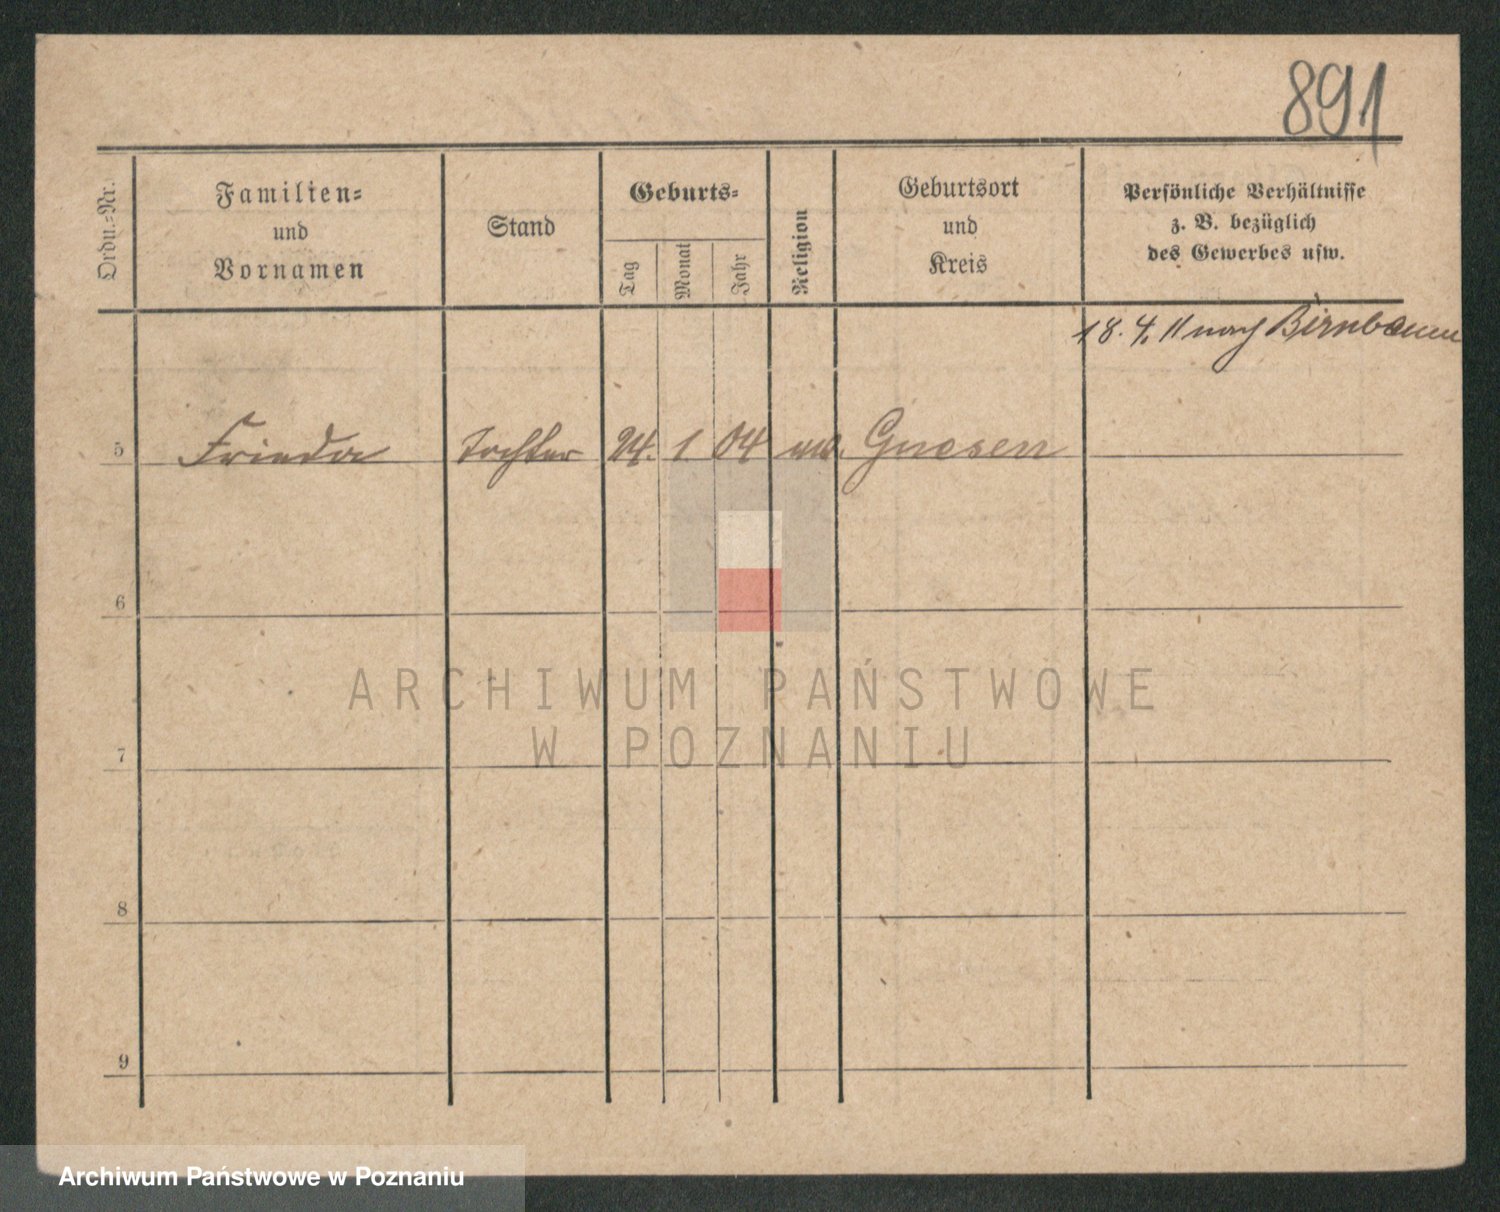 891
Ordn.-Nr.
Familien-
und
Vornamen
Stand
Geburts-
Tag
Monat
Jahr
Religion
Geburtsort
und
Kreis
Persönliche Verhältnisse
z. B. bezüglich
des Gewerbes usw.
18. 4. 11 nach Birnbaum
5 Frieda Tochter 24. 1 04 Gnesen
6
7
8
9
ARCHIWUM PAŃSTWOWE
W POZNANIU
Archiwum Państwowe w Poznaniu